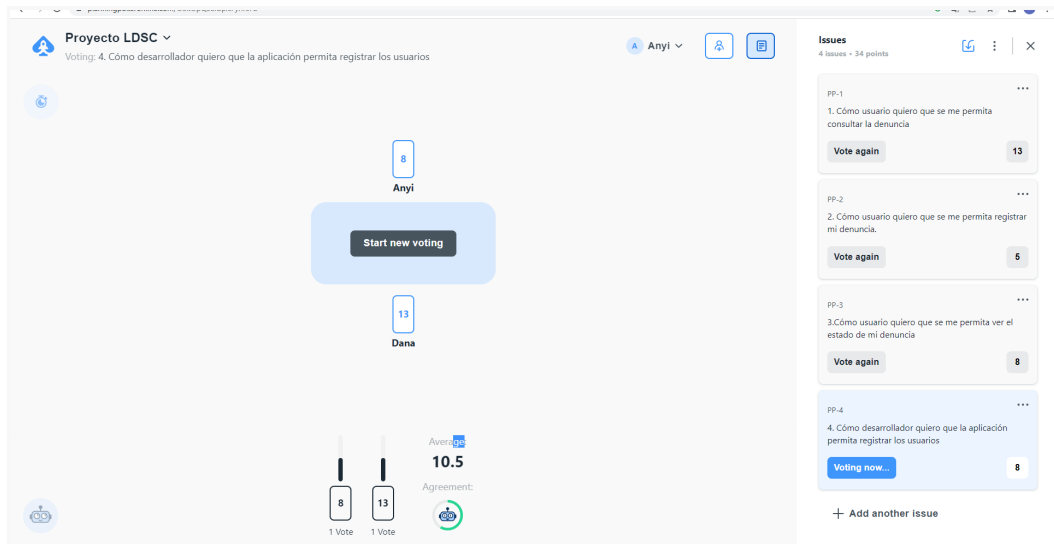 Proyecto LDSC
Voting: 4. Cómo desarrollador quiero que la aplicación permita registrar los usuarios
A Anyi
8
Anyi
Start new voting
13
Dana
Average:
10.5
Agreement:
8
13
1 Vote
1 Vote
Issues
4 issues • 34 points
PP-1
1. Cómo usuario quiero que se me permita
consultar la denuncia
Vote again
13
PP-2
2. Cómo usuario quiero que se me permita registrar
mi denuncia.
Vote again
5
PP-3
3.Cómo usuario quiero que se me permita ver el
estado de mi denuncia
Vote again
8
PP-4
4. Cómo desarrollador quiero que la aplicación
permita registrar los usuarios
Voting now...
8
+ Add another issue